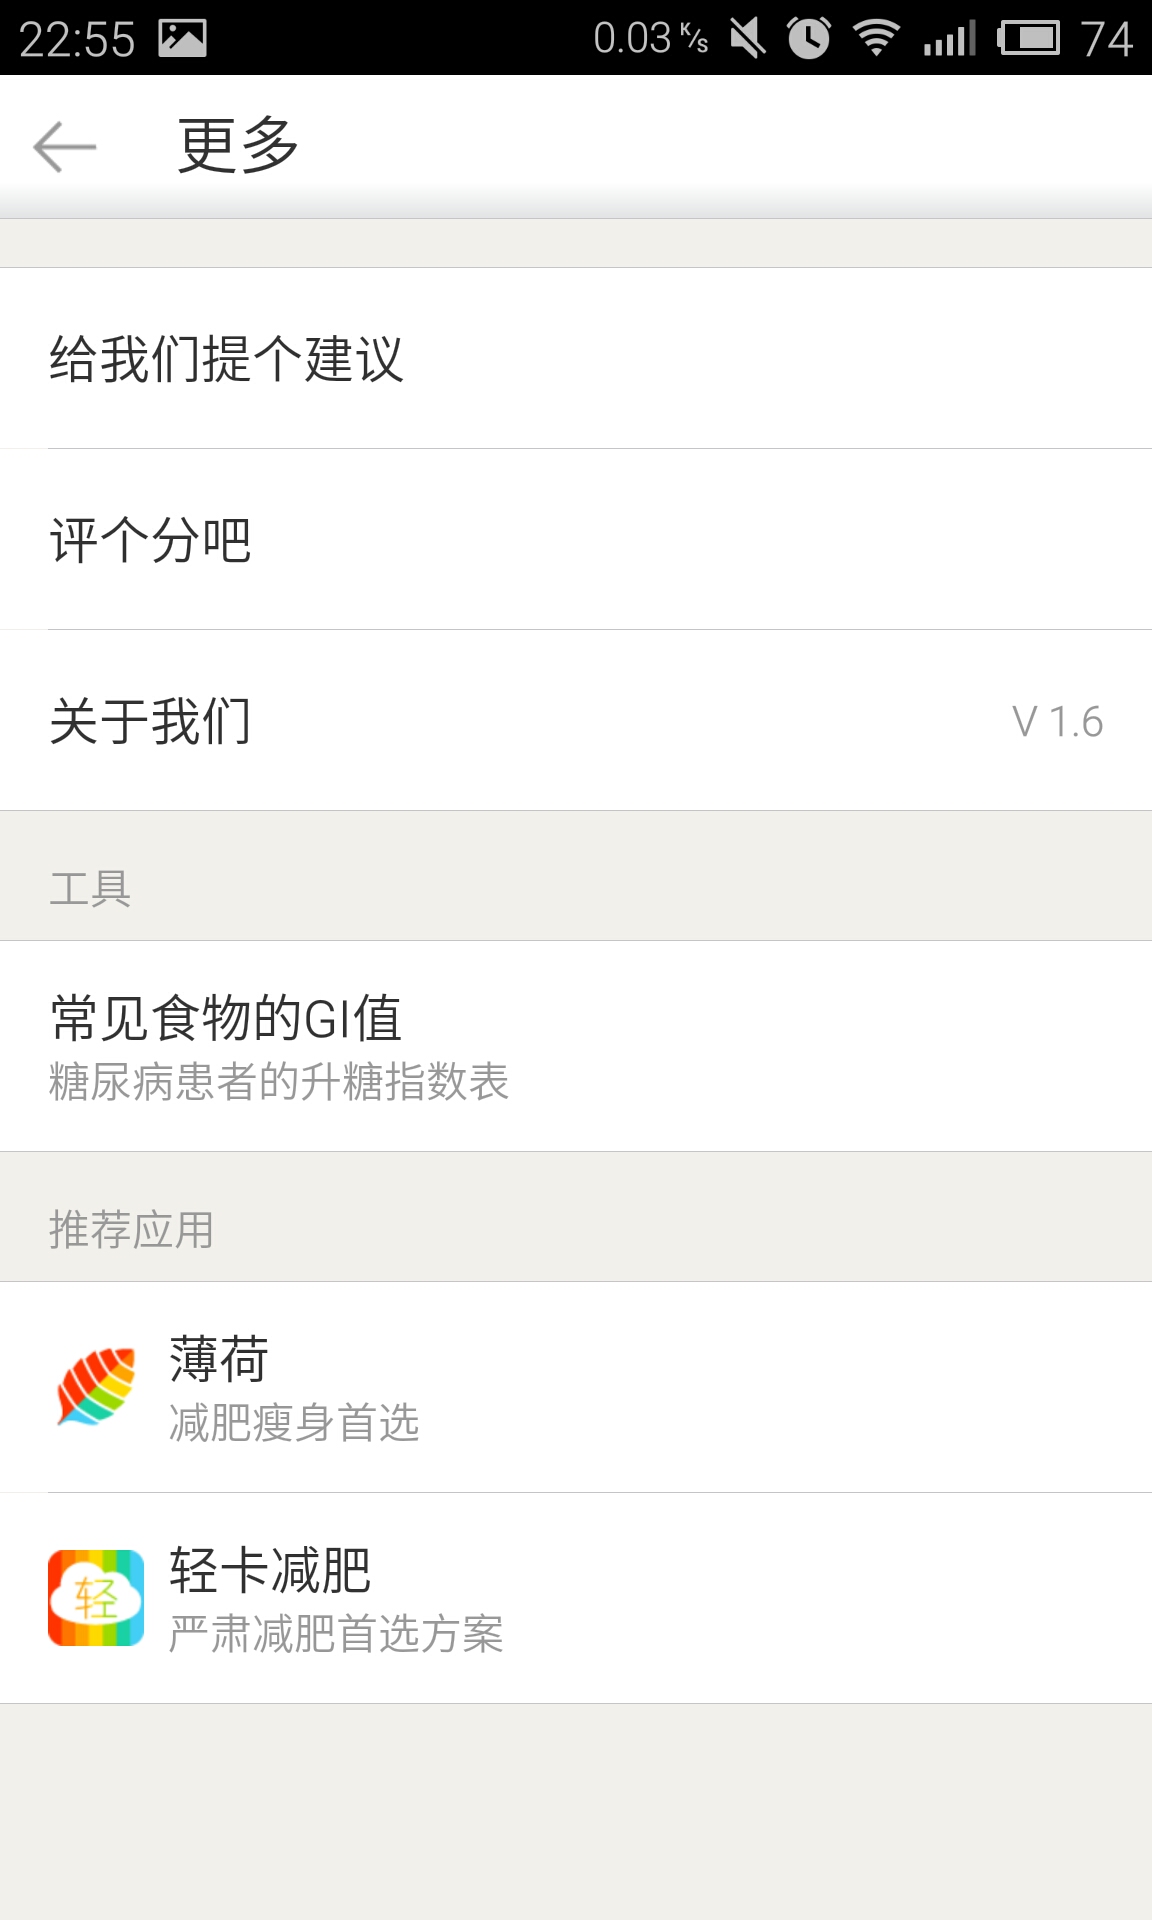 22:55 0.03 K/s 74
更多
给我们提个建议
评个分吧
关于我们 V 1.6
工具
常见食物的GI值
糖尿病患者的升糖指数表
推荐应用
薄荷
减肥瘦身首选
轻
轻卡减肥
严肃减肥首选方案